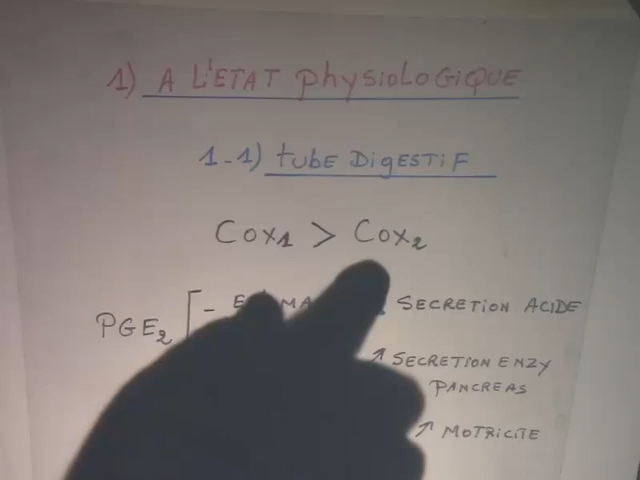 1) A L'ETAT PHYSIOLOGIQUE
1-1) TUBE DIGESTIF
COX1 > COX2
PGE2 [ - SECRETION ACIDE
↗ SECRETION ENZY
PANCREAS
↗ MOTRICITE